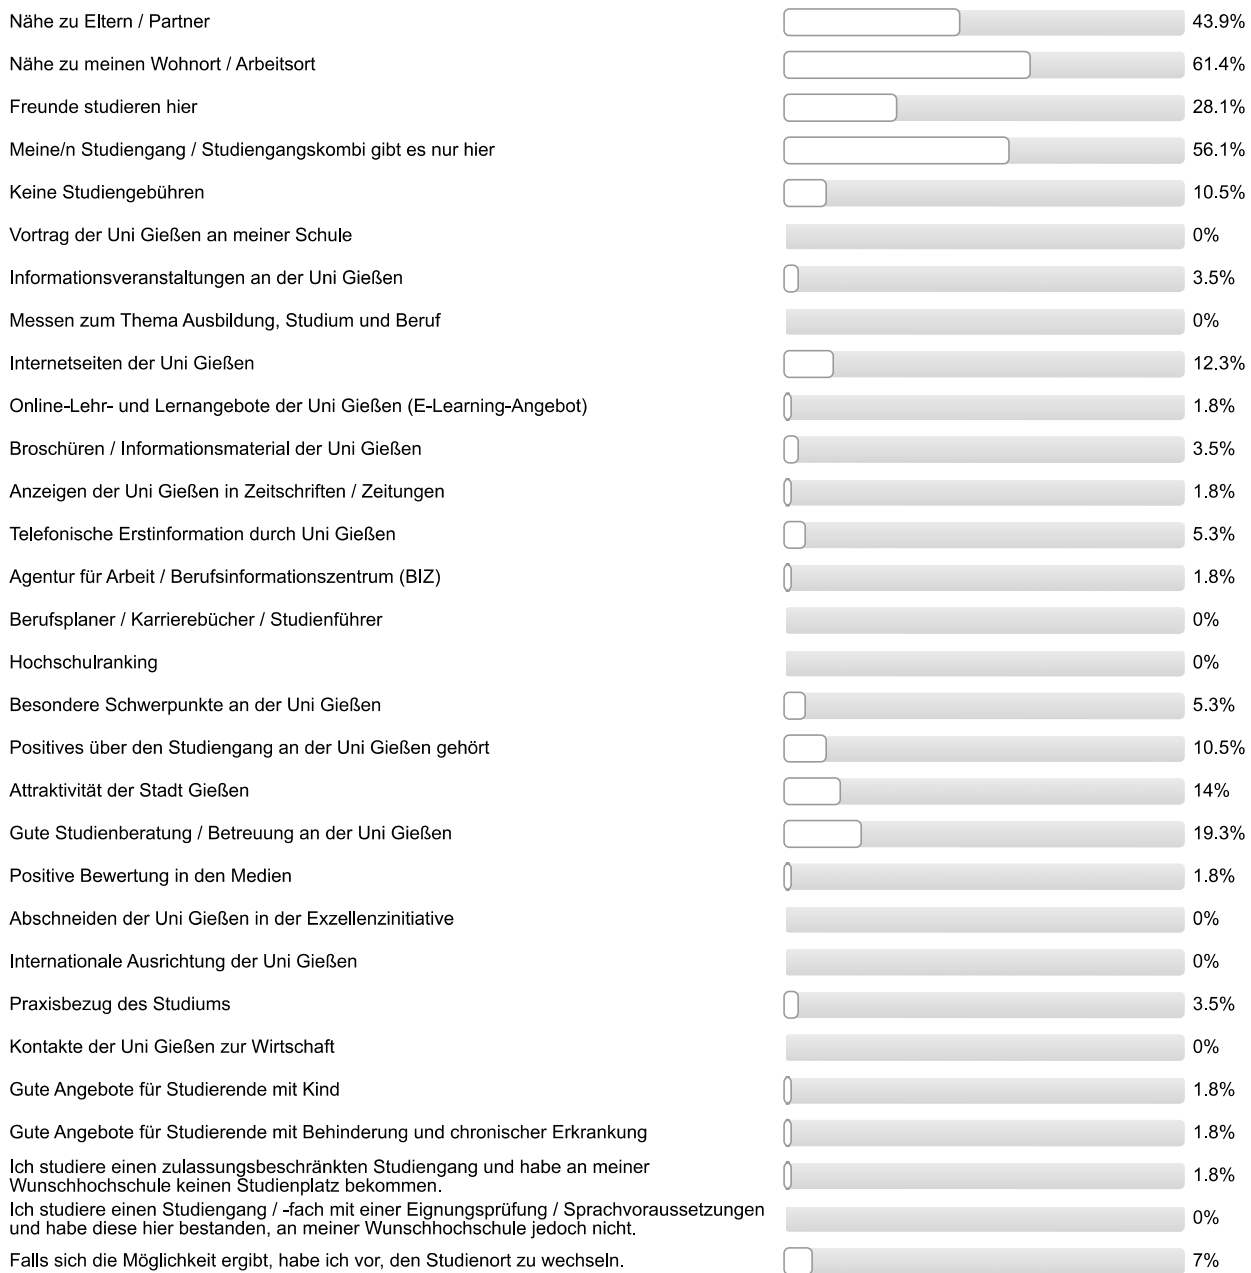 Nähe zu Eltern / Partner 43.9%
Nähe zu meinen Wohnort / Arbeitsort 61.4%
Freunde studieren hier 28.1%
Meine/n Studiengang / Studiengangskombi gibt es nur hier 56.1%
Keine Studiengebühren 10.5%
Vortrag der Uni Gießen an meiner Schule 0%
Informationsveranstaltungen an der Uni Gießen 3.5%
Messen zum Thema Ausbildung, Studium und Beruf 0%
Internetseiten der Uni Gießen 12.3%
Online-Lehr- und Lernangebote der Uni Gießen (E-Learning-Angebot) 1.8%
Broschüren / Informationsmaterial der Uni Gießen 3.5%
Anzeigen der Uni Gießen in Zeitschriften / Zeitungen 1.8%
Telefonische Erstinformation durch Uni Gießen 5.3%
Agentur für Arbeit / Berufsinformationszentrum (BIZ) 1.8%
Berufsplaner / Karrierebücher / Studienführer 0%
Hochschulranking 0%
Besondere Schwerpunkte an der Uni Gießen 5.3%
Positives über den Studiengang an der Uni Gießen gehört 10.5%
Attraktivität der Stadt Gießen 14%
Gute Studienberatung / Betreuung an der Uni Gießen 19.3%
Positive Bewertung in den Medien 1.8%
Abschneiden der Uni Gießen in der Exzellenzinitiative 0%
Internationale Ausrichtung der Uni Gießen 0%
Praxisbezug des Studiums 3.5%
Kontakte der Uni Gießen zur Wirtschaft 0%
Gute Angebote für Studierende mit Kind 1.8%
Gute Angebote für Studierende mit Behinderung und chronischer Erkrankung 1.8%
Ich studiere einen zulassungsbeschränkten Studiengang und habe an meiner
Wunschhochschule keinen Studienplatz bekommen. 1.8%
Ich studiere einen Studiengang / -fach mit einer Eignungsprüfung / Sprachvoraussetzungen
und habe diese hier bestanden, an meiner Wunschhochschule jedoch nicht. 0%
Falls sich die Möglichkeit ergibt, habe ich vor, den Studienort zu wechseln. 7%